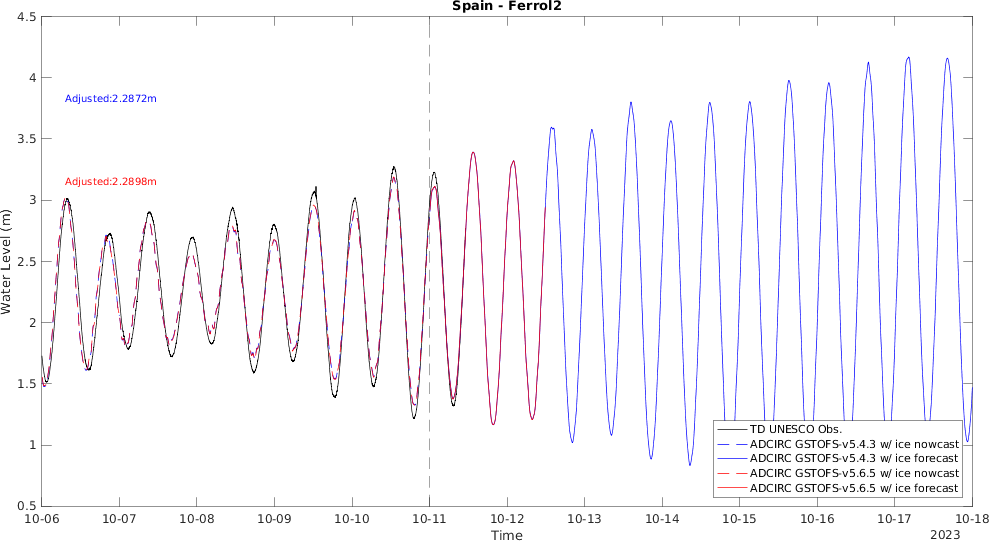 Spain - Ferrol2
4.5
4
3.5
3
2.5
2
1.5
1
0.5
Water Level (m)
Adjusted:2.2872m
Adjusted:2.2898m
TD UNESCO Obs.
ADCIRC GSTOFS-v5.4.3 w/ ice nowcast
ADCIRC GSTOFS-v5.4.3 w/ ice forecast
ADCIRC GSTOFS-v5.6.5 w/ ice nowcast
ADCIRC GSTOFS-v5.6.5 w/ ice forecast
10-06 10-07 10-08 10-09 10-10 10-11 10-12 10-13 10-14 10-15 10-16 10-17 10-18
Time
2023